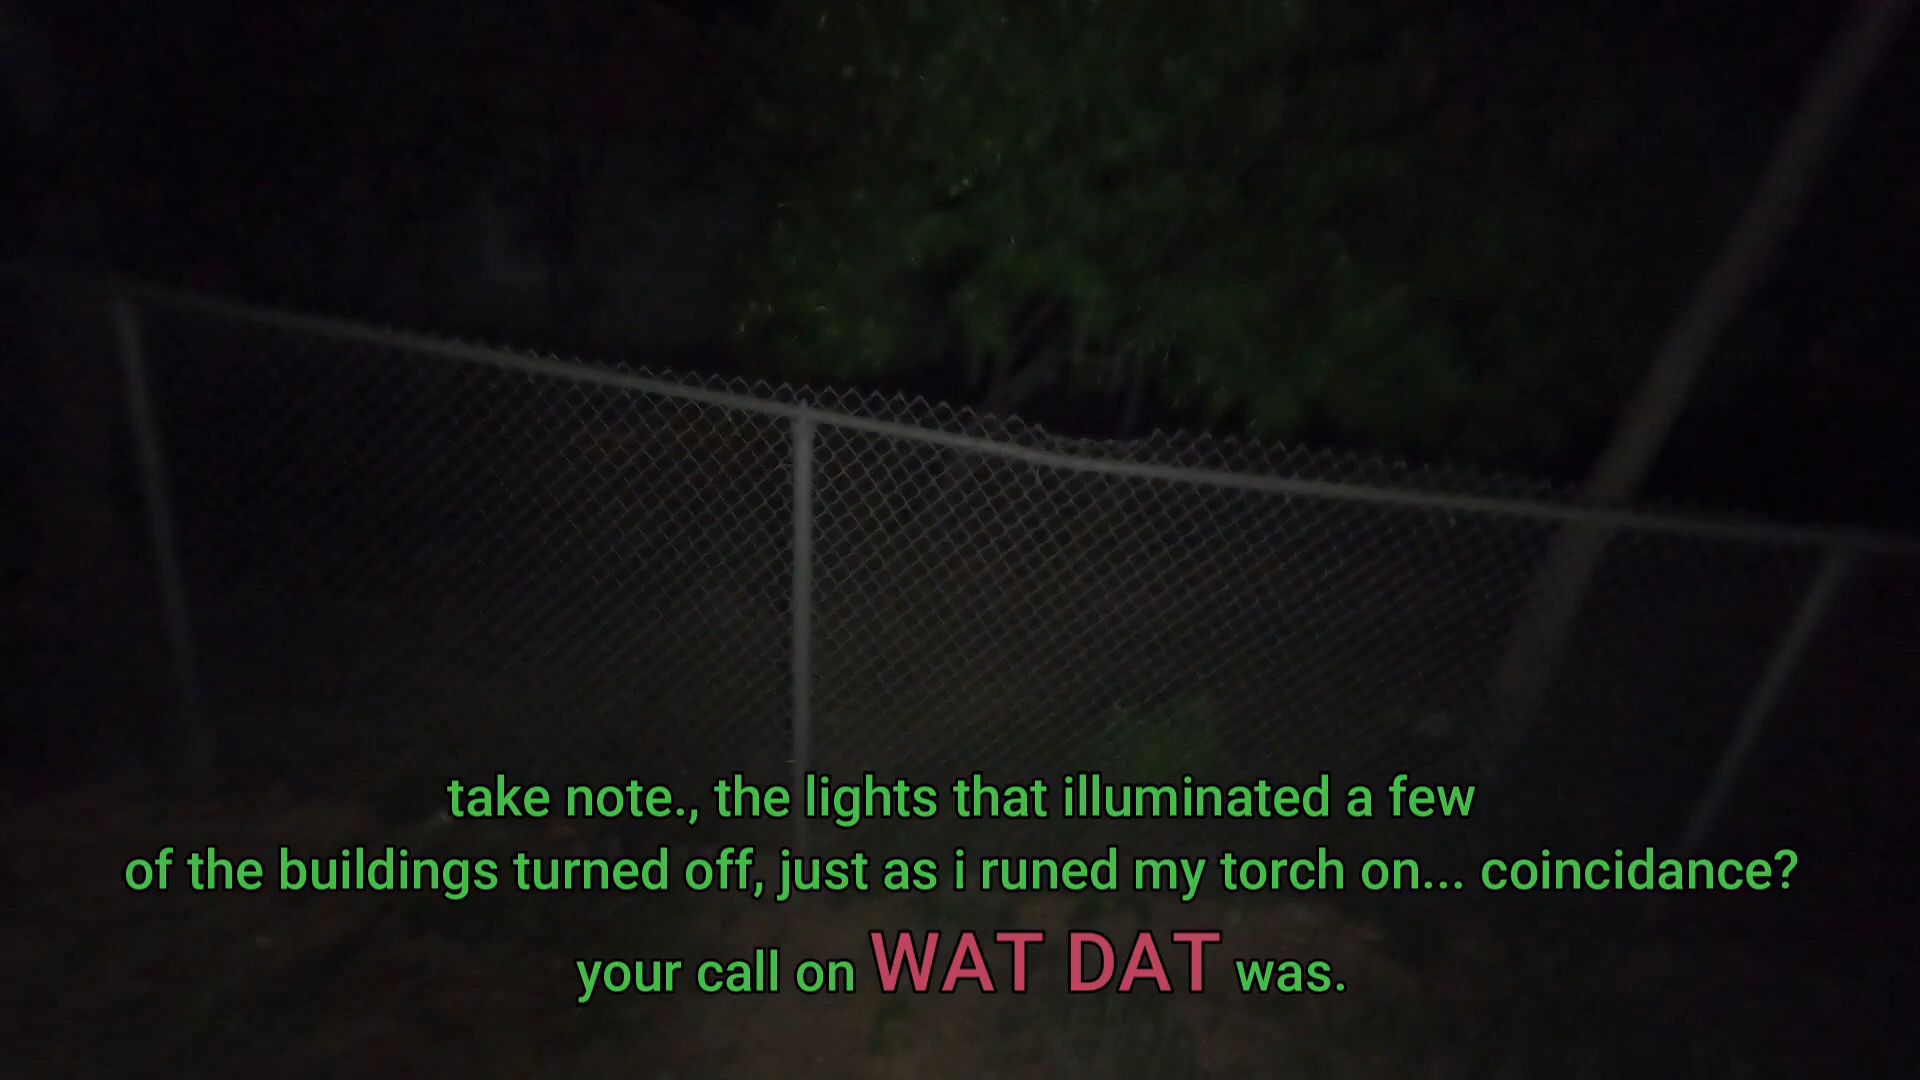 take note., the lights that illuminated a few
of the buildings turned off, just as i runed my torch on... coincidance?
your call on WAT DAT was.